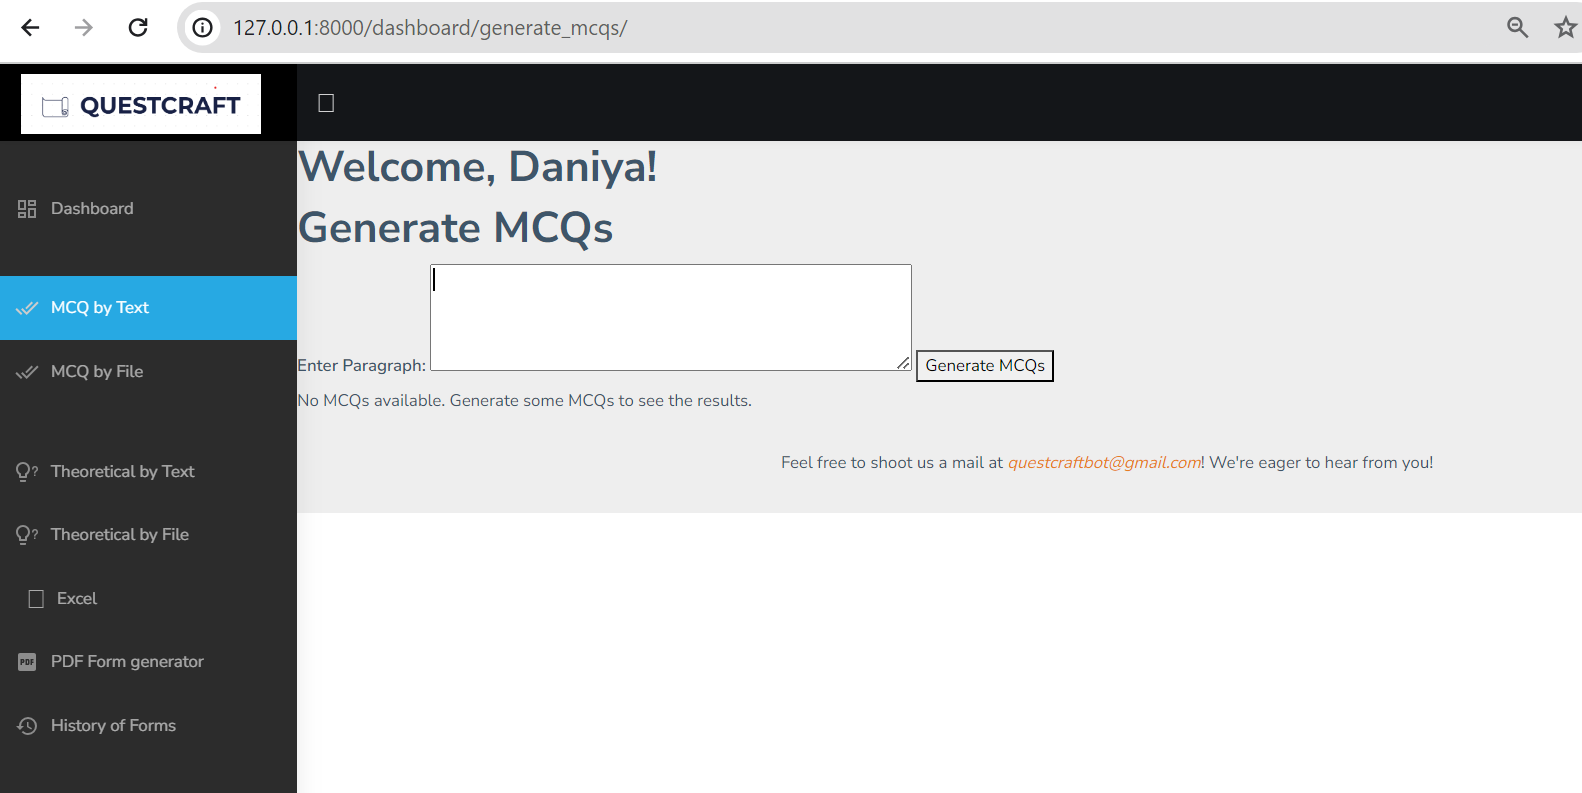 127.0.0.1:8000/dashboard/generate_mcqs/
QUESTCRAFT
Welcome, Daniya!
Generate MCQs
Enter Paragraph:
Generate MCQs
No MCQs available. Generate some MCQs to see the results.
Feel free to shoot us a mail at questcraftbot@gmail.com! We're eager to hear from you!
Dashboard
MCQ by Text
MCQ by File
Theoretical by Text
Theoretical by File
Excel
PDF PDF Form generator
History of Forms